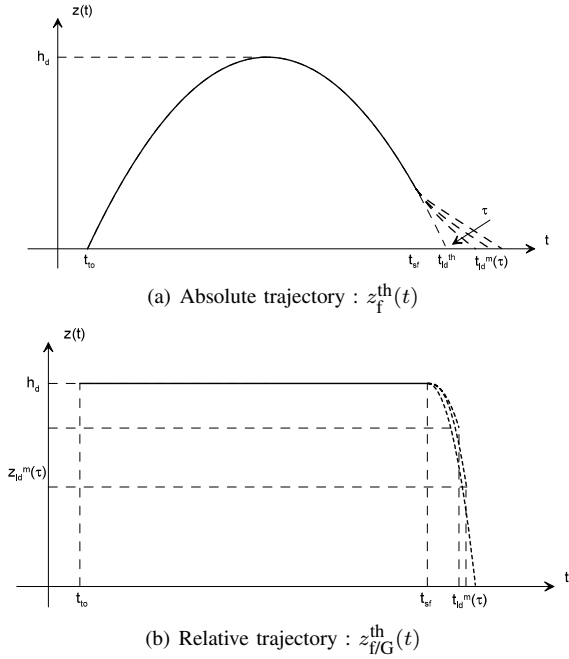 z(t)
h_d
τ
t
t_to
t_sf
t_ld^th
t_ld^m(τ)
(a) Absolute trajectory : z_f^th(t)
z(t)
h_d
z_ld^m(τ)
t
t_to
t_sf
t_ld^m(τ)
(b) Relative trajectory : z_f/G^th(t)